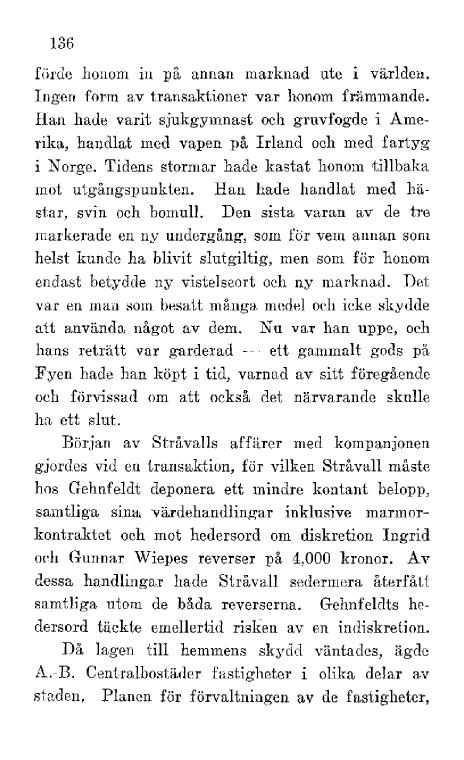 136
förde honom in på annan marknad ute i världen.
Ingen form av transaktioner var honom främmande.
Han hade varit sjukgymnast och gruvfogde i Ame-
rika, handlat med vapen på Irland och med fartyg
i Norge. Tidens stormar hade kastat honom tillbaka
mot utgångspunkten. Han hade handlat med hä-
star, svin och bomull. Den sista varan av de tre
markerade en ny undergång, som för vem annan som
helst kunde ha blivit slutgiltig, men som för honom
endast betydde ny vistelseort och ny marknad. Det
var en man som besatt många medel och icke skydde
att använda något av dem. Nu var han uppe, och
hans reträtt var garderad — ett gammalt gods på
Fyen hade han köpt i tid, varnad av sitt föregående
och förvissad om att också det närvarande skulle
ha ett slut.
Början av Stråvalls affärer med kompanjonen
gjordes vid en transaktion, för vilken Stråvall måste
hos Gehnfeldt deponera ett mindre kontant belopp,
samtliga sina värdehandlingar inklusive marmor-
kontraktet och mot hedersord om diskretion Ingrid
och Gunnar Wiepes reverser på 4,000 kronor. Av
dessa handlingar hade Stråvall sedermera återfått
samtliga utom de båda reverserna. Gehnfeldts he-
dersord täckte emellertid risken av en indiskretion.
Då lagen till hemmens skydd väntades, ägde
A.-B. Centralbostäder fastigheter i olika delar av
staden. Planen för förvaltningen av de fastigheter,